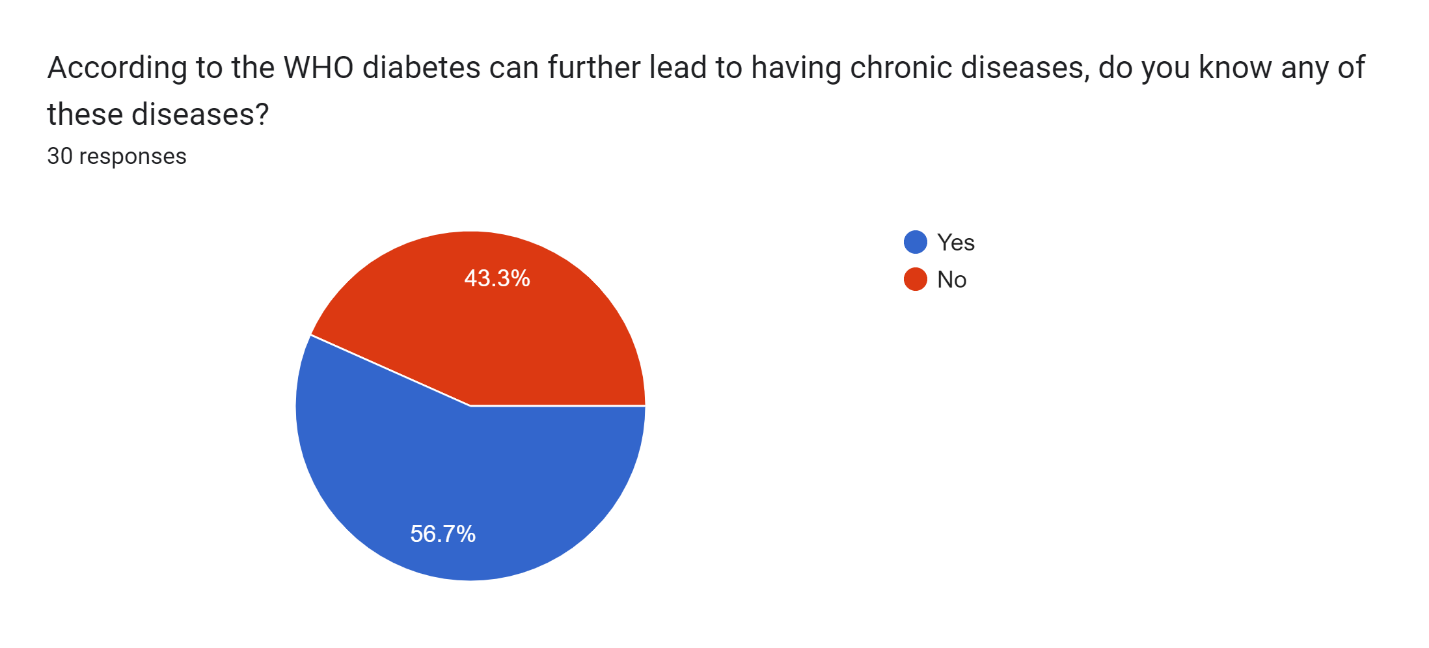 According to the WHO diabetes can further lead to having chronic diseases, do you know any of
these diseases?
30 responses
43.3%
56.7%
Yes
No